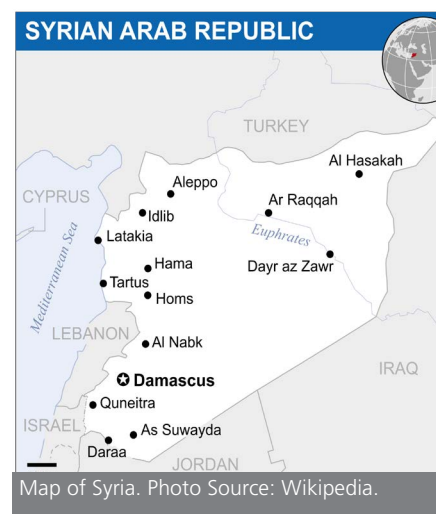 SYRIAN ARAB REPUBLIC
TURKEY
Al Hasakah
Aleppo
CYPRUS
Ar Raqqah
Idlib
Euphrates
Latakia
Mediterranean Sea
Hama
Dayr az Zawr
Tartus
Homs
LEBANON
Al Nabk
IRAQ
Damascus
Quneitra
ISRAEL
As Suwayda
Daraa
JORDAN
Map of Syria. Photo Source: Wikipedia.